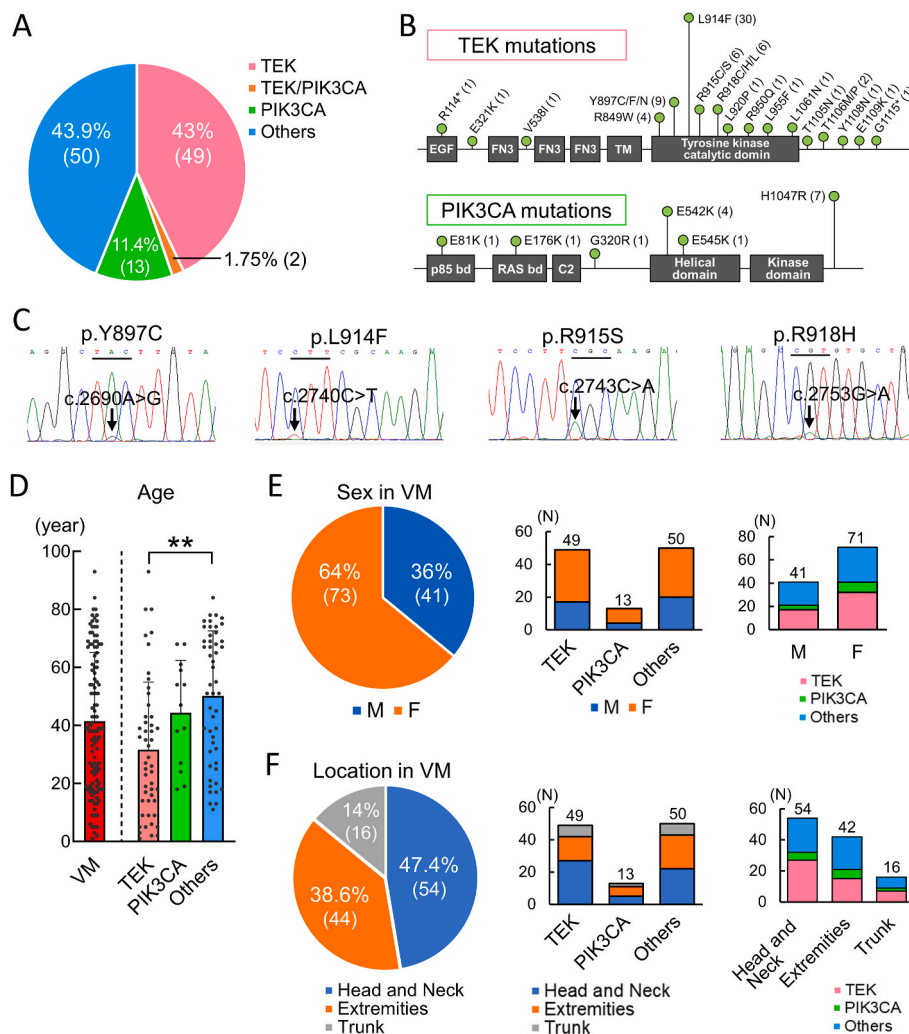 A
TEK
TEK/PIK3CA
PIK3CA
Others
43.9%
(50)
43%
(49)
11.4%
(13)
1.75% (2)
B
TEK mutations
L914F (30)
R915C/S (6)
R918C/H/L (6)
Y897C/F/N (9)
R849W (4)
R114* (1)
E321K (1)
V538I (1)
L920P (1)
R950Q (1)
L955F (1)
L1061N (1)
T1105N (1)
T1106M/P (2)
Y1108N (1)
E1109K (1)
G1115* (1)
EGF
FN3
FN3
FN3
TM
Tyrosine kinase
catalytic domin
PIK3CA mutations
H1047R (7)
E542K (4)
E81K (1)
E176K (1)
G320R (1)
E545K (1)
p85 bd
RAS bd
C2
Helical
domain
Kinase
domain
C
p.Y897C
A G G C T A C T T G T A
c.2690A>G
p.L914F
T C C C T T C G C A A G A
c.2740C>T
p.R915S
T C C T T C G C A A G A
c.2743C>A
p.R918H
G A G C C G T G T G C T G
c.2753G>A
D
Age
(year)
100
80
60
40
20
0
**
VM
TEK
PIK3CA
Others
E
Sex in VM
64%
(73)
36%
(41)
M
F
(N)
60
40
20
0
49
13
50
TEK
PIK3CA
Others
M
F
(N)
80
60
40
20
0
41
71
M
F
TEK
PIK3CA
Others
F
Location in VM
14%
(16)
47.4%
(54)
38.6%
(44)
Head and Neck
Extremities
Trunk
(N)
60
40
20
0
49
13
50
TEK
PIK3CA
Others
Head and Neck
Extremities
Trunk
(N)
60
40
20
0
54
42
16
Head and
Neck
Extremities
Trunk
TEK
PIK3CA
Others